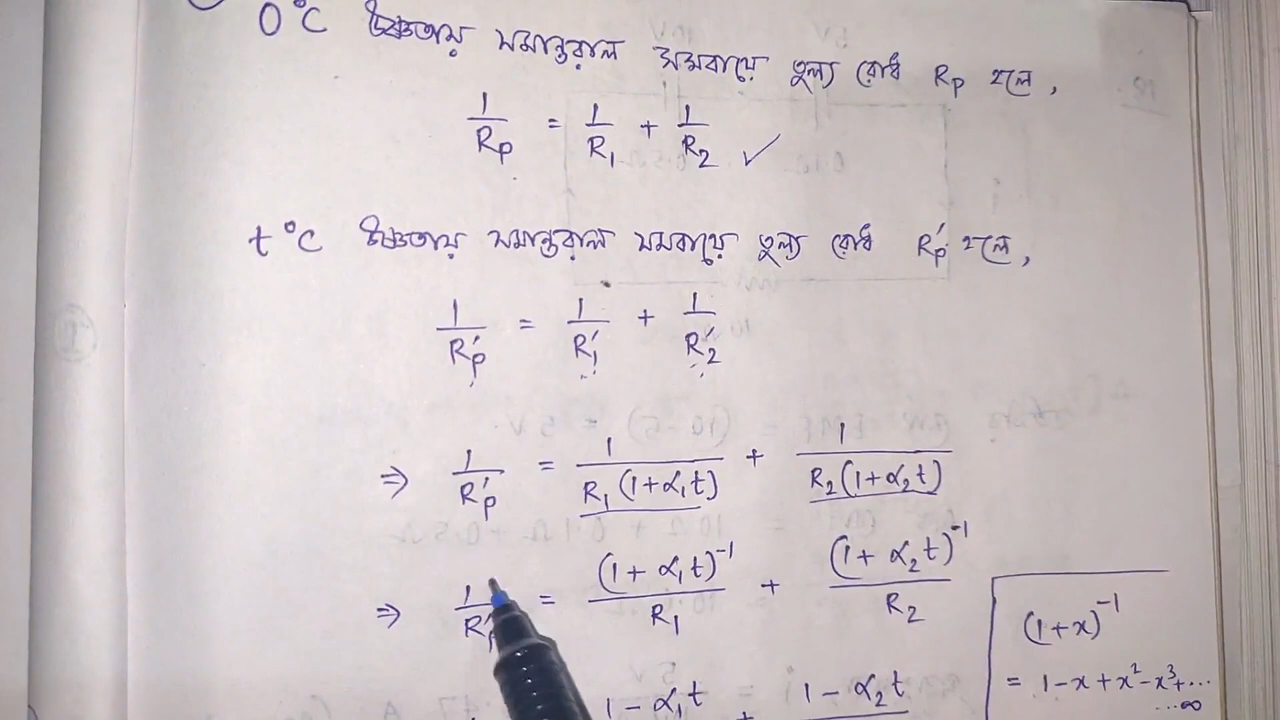 0°C উষ্ণতায় সমান্তরাল সমবায়ে তুল্য রোধ Rp হলে,
1/Rp = 1/R₁ + 1/R₂ ✓
t°C উষ্ণতায় সমান্তরাল সমবায়ে তুল্য রোধ R′p হলে,
1/R′p = 1/R′₁ + 1/R′₂
⇒ 1/R′p = 1/R₁(1+α₁t) + 1/R₂(1+α₂t)
⇒ 1/R′p = (1+α₁t)⁻¹/R₁ + (1+α₂t)⁻¹/R₂
(1+x)⁻¹
= 1-x+x²-x³+...
...∞
1-α₁t + 1-α₂t